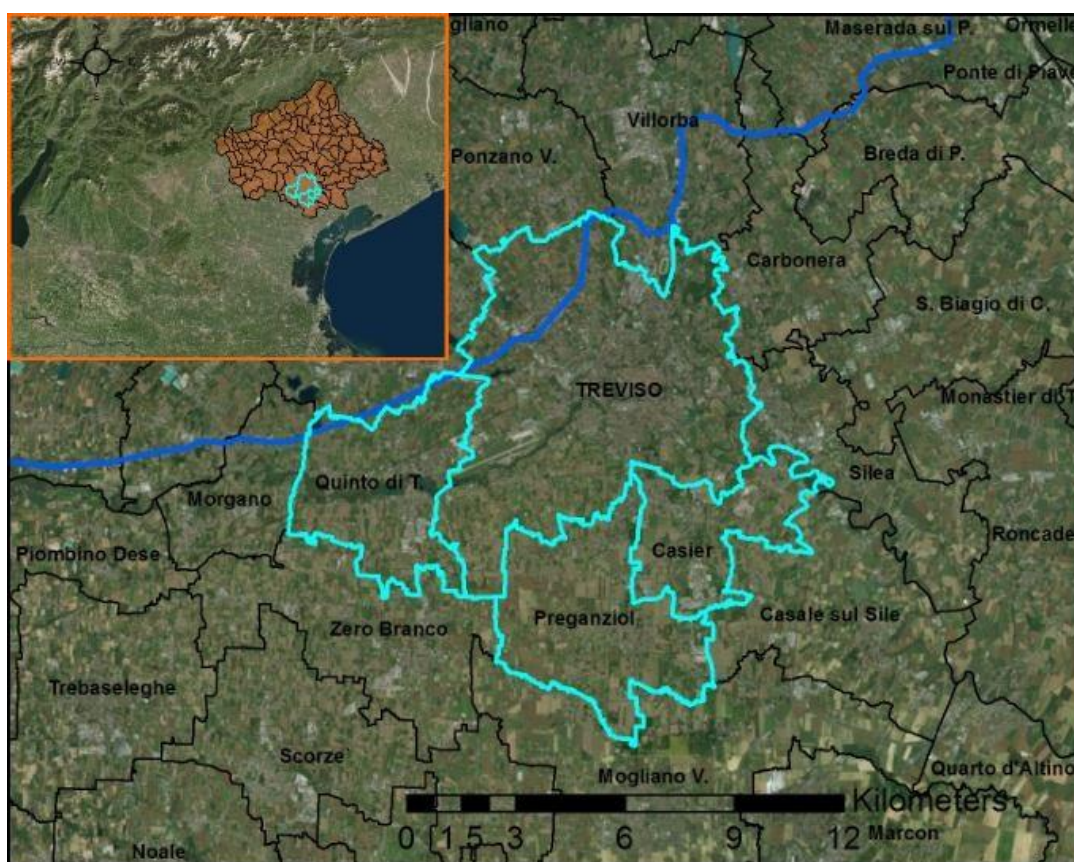 gliano
Maserada sul P.
Ormelle
Ponte di Piave
Villorba
Ponzano V.
Breda di P.
Carbonera
S. Biagio di C.
TREVISO
Monastier di T
Silea
Quinto di T.
Morgano
Roncade
Piombino Dese
Casier
Preganziol
Casale sul Sile
Zero Branco
Trebaseleghe
Scorze`
Mogliano V.
Quarto d'Altino
Kilometers
0 1,5 3 6 9 12
Marcon
Noale